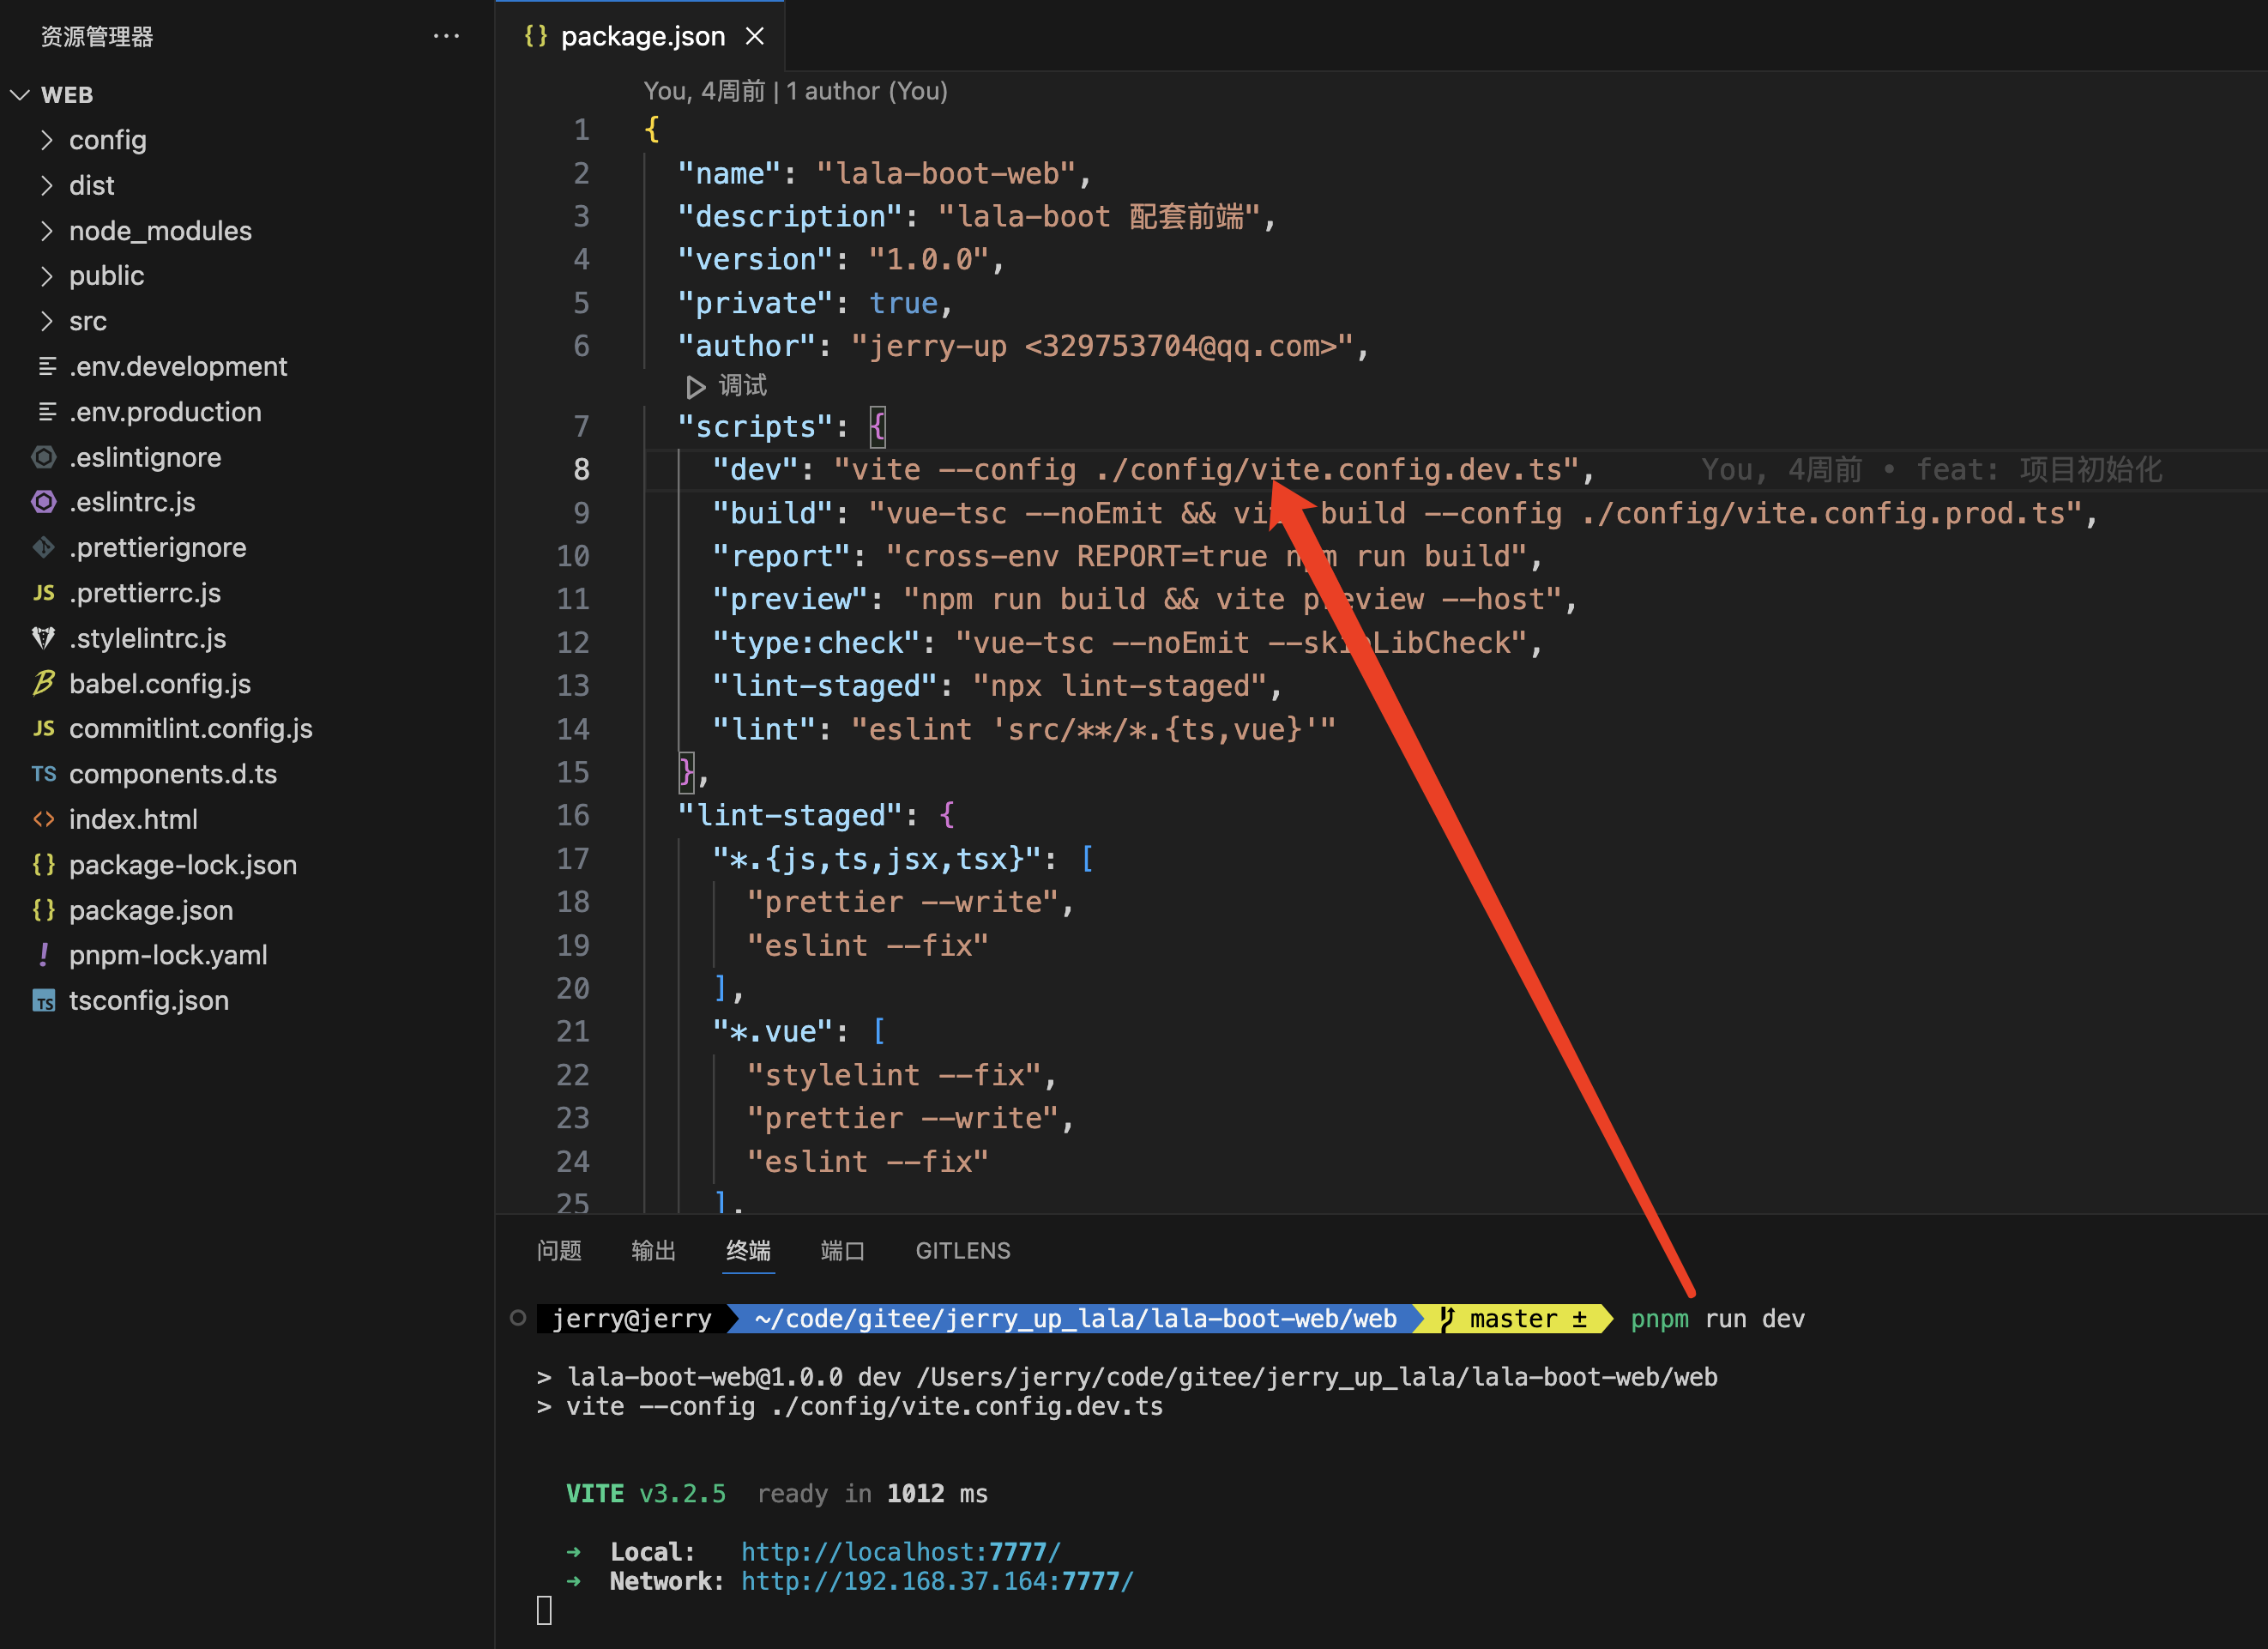 资源管理器
WEB
config
dist
node_modules
public
src
.env.development
.env.production
.eslintignore
.eslintrc.js
.prettierignore
JS .prettierrc.js
.stylelintrc.js
babel.config.js
JS commitlint.config.js
TS components.d.ts
<> index.html
{} package-lock.json
{} package.json
! pnpm-lock.yaml
TS tsconfig.json
{} package.json
You, 4周前 | 1 author (You)
1 {
2 "name": "lala-boot-web",
3 "description": "lala-boot 配套前端",
4 "version": "1.0.0",
5 "private": true,
6 "author": "jerry-up <329753704@qq.com>",
调试
7 "scripts": {
8 "dev": "vite --config ./config/vite.config.dev.ts", You, 4周前 • feat: 项目初始化
9 "build": "vue-tsc --noEmit && vite build --config ./config/vite.config.prod.ts",
10 "report": "cross-env REPORT=true npm run build",
11 "preview": "npm run build && vite preview --host",
12 "type:check": "vue-tsc --noEmit --skipLibCheck",
13 "lint-staged": "npx lint-staged",
14 "lint": "eslint 'src/**/*.{ts,vue}'"
15 },
16 "lint-staged": {
17 "*.{js,ts,jsx,tsx}": [
18 "prettier --write",
19 "eslint --fix"
20 ],
21 "*.vue": [
22 "stylelint --fix",
23 "prettier --write",
24 "eslint --fix"
25 ],
问题 输出 终端 端口 GITLENS
jerry@jerry ~/code/gitee/jerry_up_lala/lala-boot-web/web master ± pnpm run dev
> lala-boot-web@1.0.0 dev /Users/jerry/code/gitee/jerry_up_lala/lala-boot-web/web
> vite --config ./config/vite.config.dev.ts
VITE v3.2.5 ready in 1012 ms
➜ Local: http://localhost:7777/
➜ Network: http://192.168.37.164:7777/